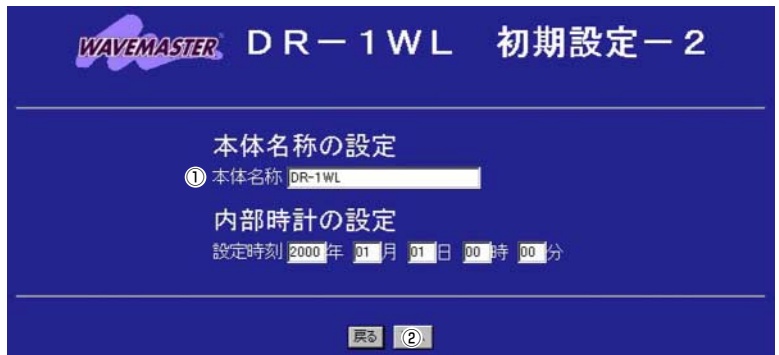 WAVEMASTER DR－1WL 初期設定－2
本体名称の設定
① 本体名称 DR-1WL
内部時計の設定
設定時刻 2000 年 01 月 01 日 00 時 00 分
戻る ②